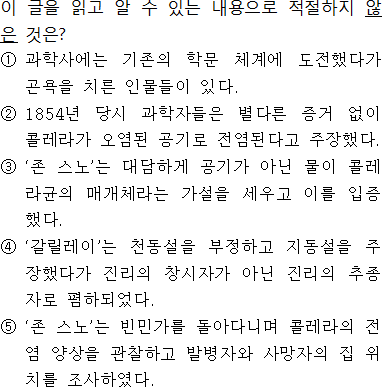 이 글을 읽고 알 수 있는 내용으로 적절하지 않
은 것은?
① 과학사에는 기존의 학문 체계에 도전했다가
곤욕을 치른 인물들이 있다.
② 1854년 당시 과학자들은 별다른 증거 없이
콜레라가 오염된 공기로 전염된다고 주장했다.
③ ‘존 스노’는 대담하게 공기가 아닌 물이 콜레
라균의 매개체라는 가설을 세우고 이를 입증
했다.
④ ‘갈릴레이’는 천동설을 부정하고 지동설을 주
장했다가 진리의 창시자가 아닌 진리의 추종
자로 폄하되었다.
⑤ ‘존 스노’는 빈민가를 돌아다니며 콜레라의 전
염 양상을 관찰하고 발병자와 사망자의 집 위
치를 조사하였다.